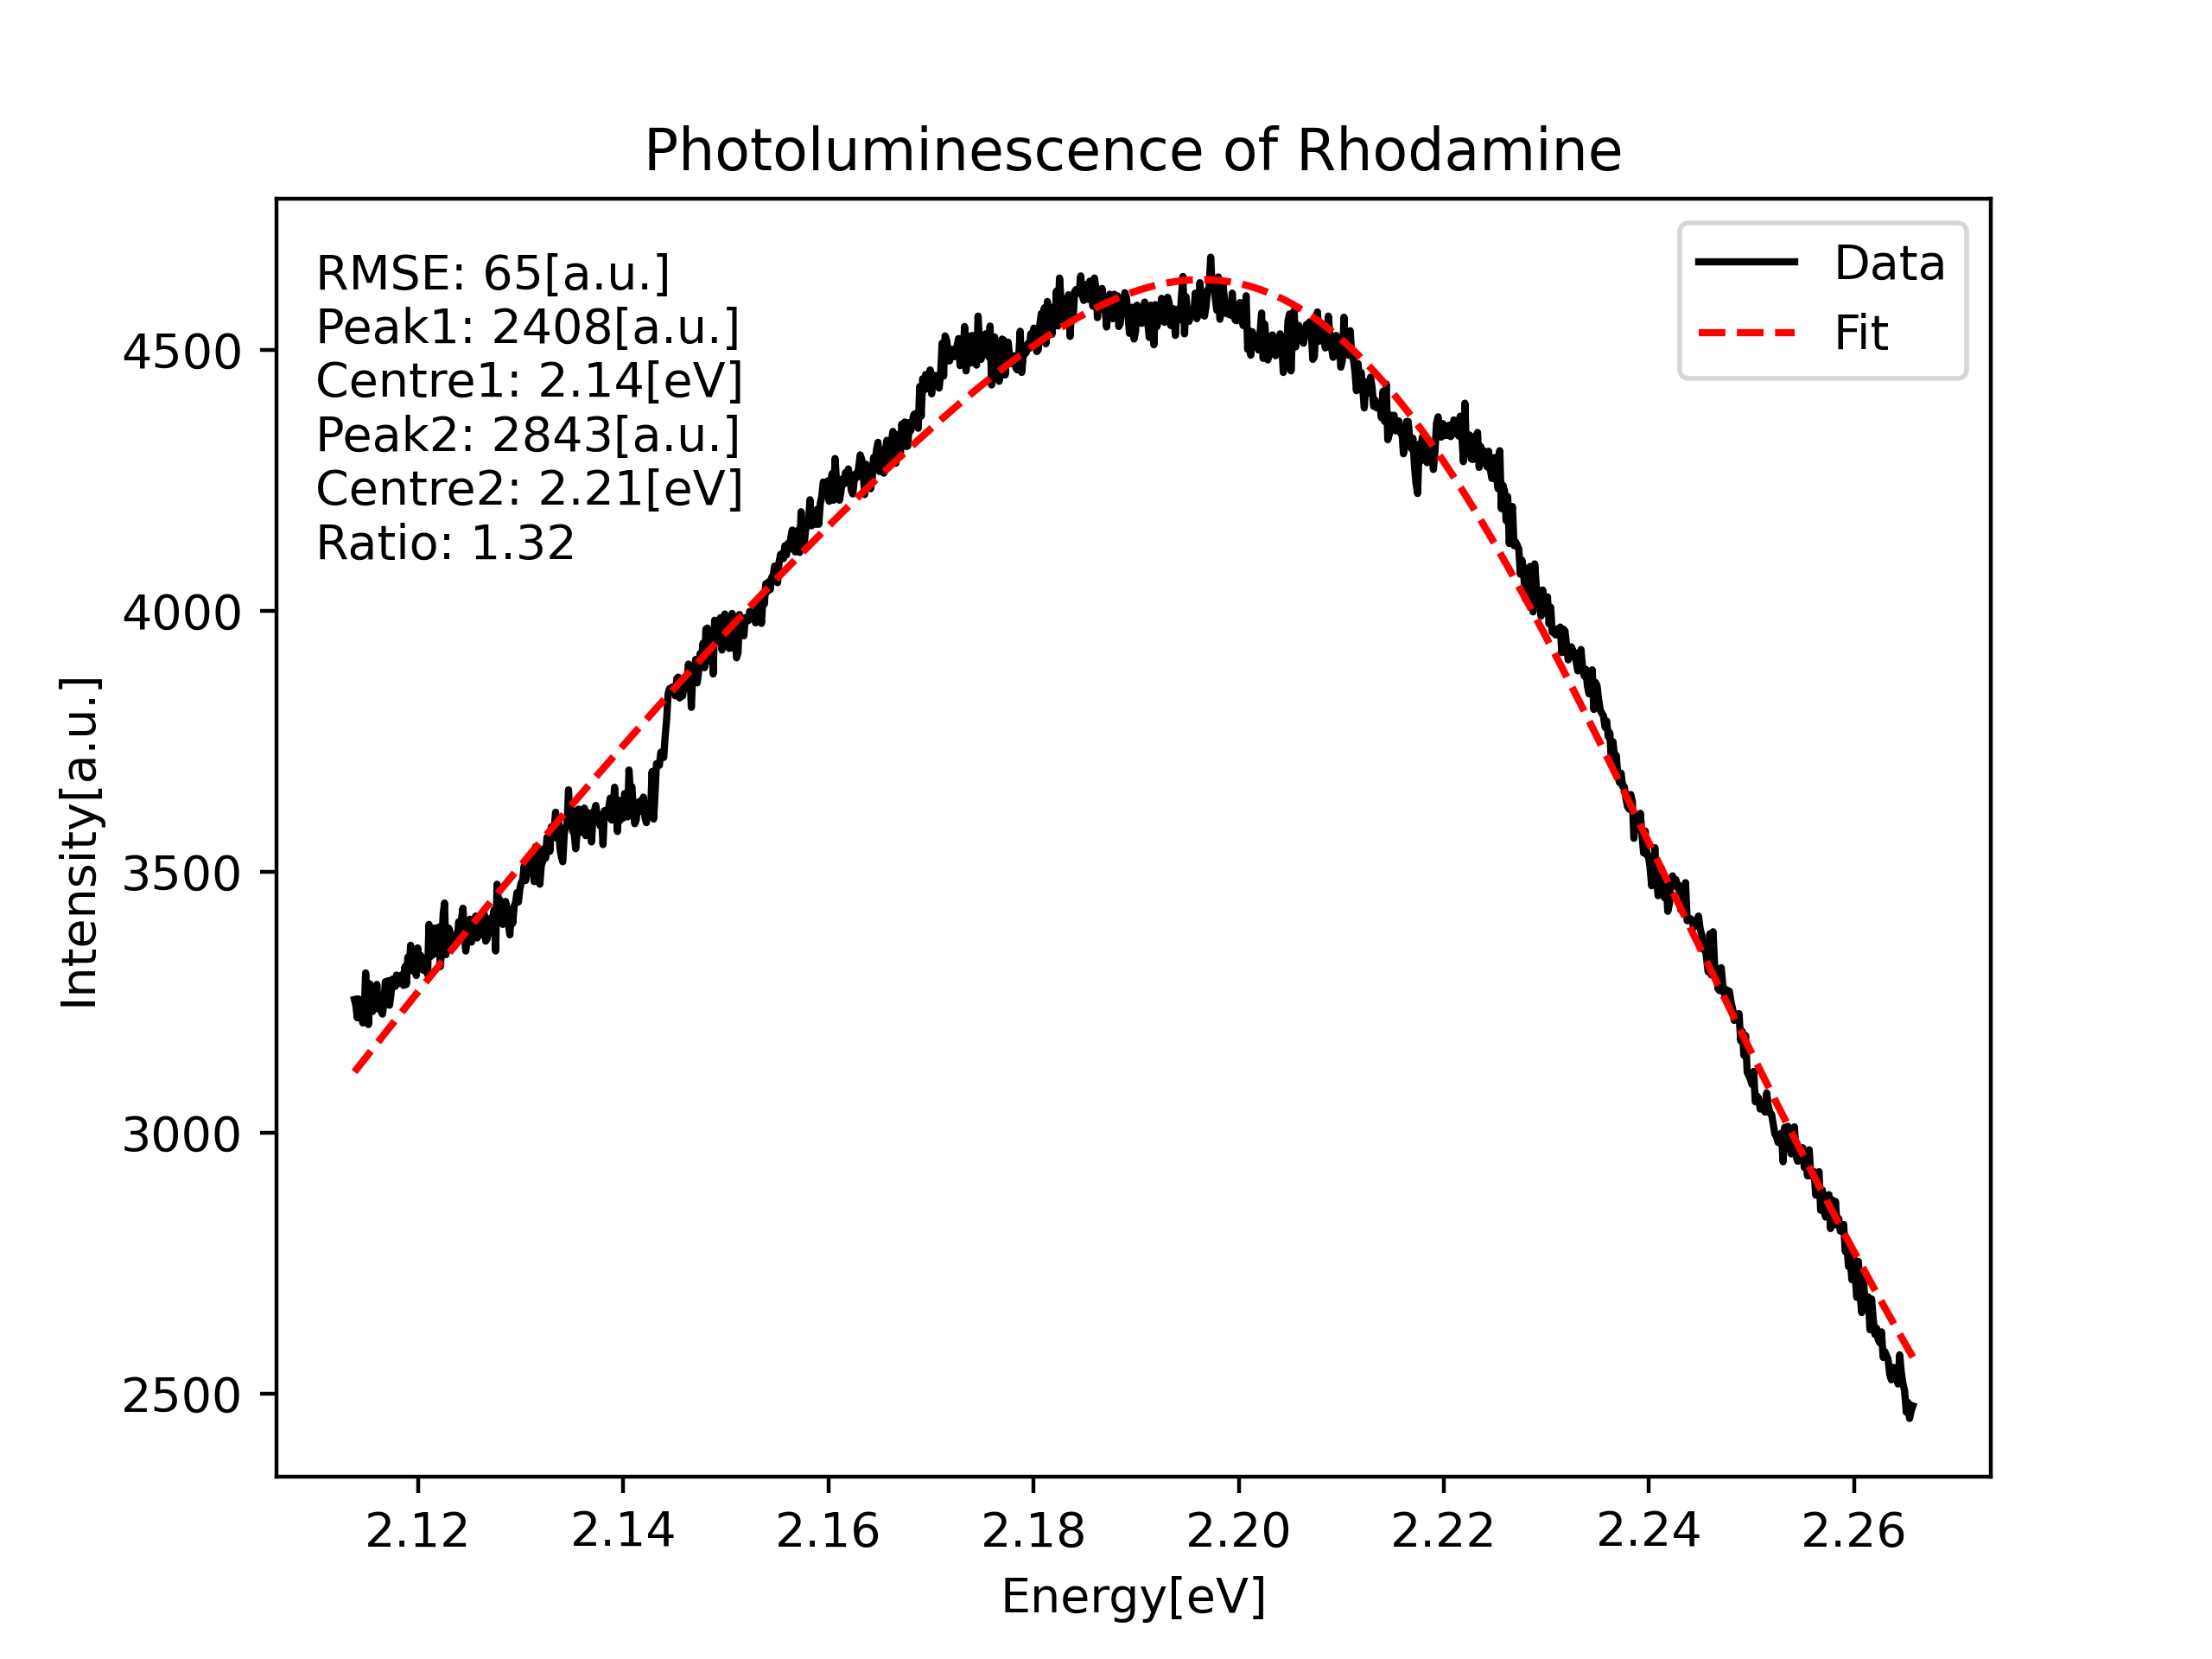 Photoluminescence of Rhodamine
RMSE: 65[a.u.]
Peak1: 2408[a.u.]
Centre1: 2.14[eV]
Peak2: 2843[a.u.]
Centre2: 2.21[eV]
Ratio: 1.32
Data
Fit
Intensity[a.u.]
4500
4000
3500
3000
2500
2.12 2.14 2.16 2.18 2.20 2.22 2.24 2.26
Energy[eV]